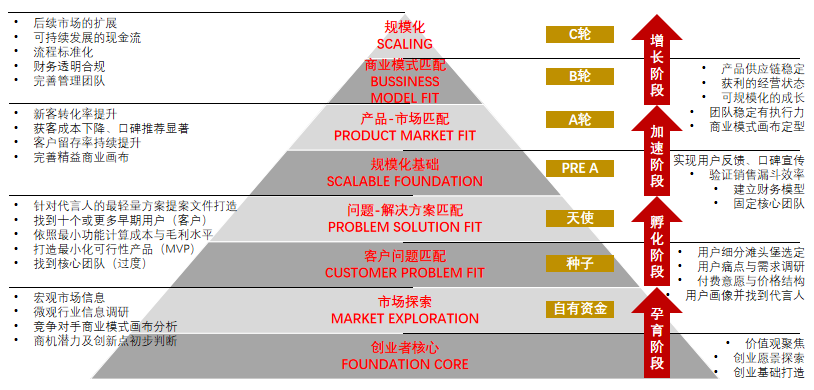 • 后续市场的扩展
• 可持续发展的现金流
• 流程标准化
• 财务透明合规
• 完善管理团队
规模化
SCALING
C轮
增长阶段
商业模式匹配
BUSSINESS
MODEL FIT
B轮
• 产品供应链稳定
• 获利的经营状态
• 可规模化的成长
• 团队稳定有执行力
• 商业模式画布定型
• 新客转化率提升
• 获客成本下降、口碑推荐显著
• 客户留存率持续提升
• 完善精益商业画布
产品-市场匹配
PRODUCT MARKET FIT
A轮
加速阶段
规模化基础
SCALABLE FOUNDATION
PRE A
• 实现用户反馈、口碑宣传
• 验证销售漏斗效率
• 建立财务模型
• 固定核心团队
• 针对代言人的最轻量方案提案文件打造
• 找到十个或更多早期用户（客户）
• 依照最小功能计算成本与毛利水平
• 打造最小化可行性产品（MVP）
• 找到核心团队（过度）
问题-解决方案匹配
PROBLEM SOLUTION FIT
天使
孵化阶段
客户问题匹配
CUSTOMER PROBLEM FIT
种子
• 用户细分滩头堡选定
• 用户痛点与需求调研
• 付费意愿与价格结构
• 用户画像并找到代言人
• 宏观市场信息
• 微观行业信息调研
• 竞争对手商业模式画布分析
• 商机潜力及创新点初步判断
市场探索
MARKET EXPLORATION
自有资金
孕育阶段
创业者核心
FOUNDATION CORE
• 价值观聚焦
• 创业愿景探索
• 创业基础打造